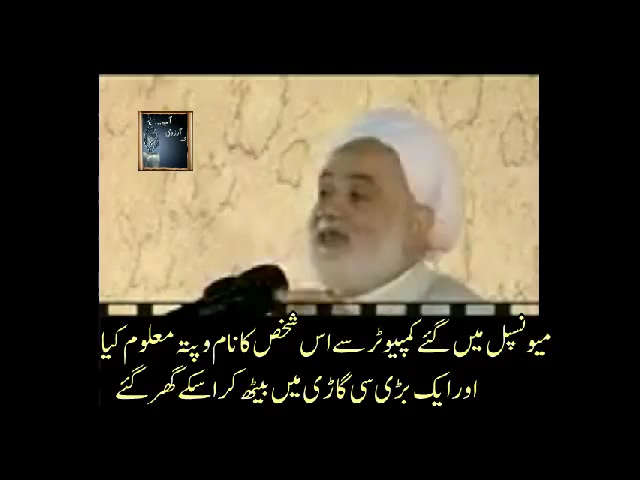 میونسپل میں گئے کمپیوٹر سے اس شخص کا نام و پتہ معلوم کیا
اور ایک بڑی سی گاڑی میں بیٹھ کر اسکے گھر گئے